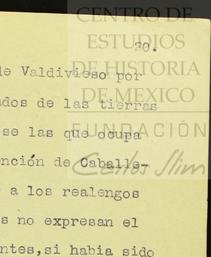 CENTRO DE
ESTUDIOS
DE HISTORIA
DE MEXICO
FUNDACIÓN
Carlos Slim
20.
de Valdivieso por
ados de las tierras
se las que ocupa
nción de Caballe-
a los realengos
s no expresan el
ntes,si habia sido